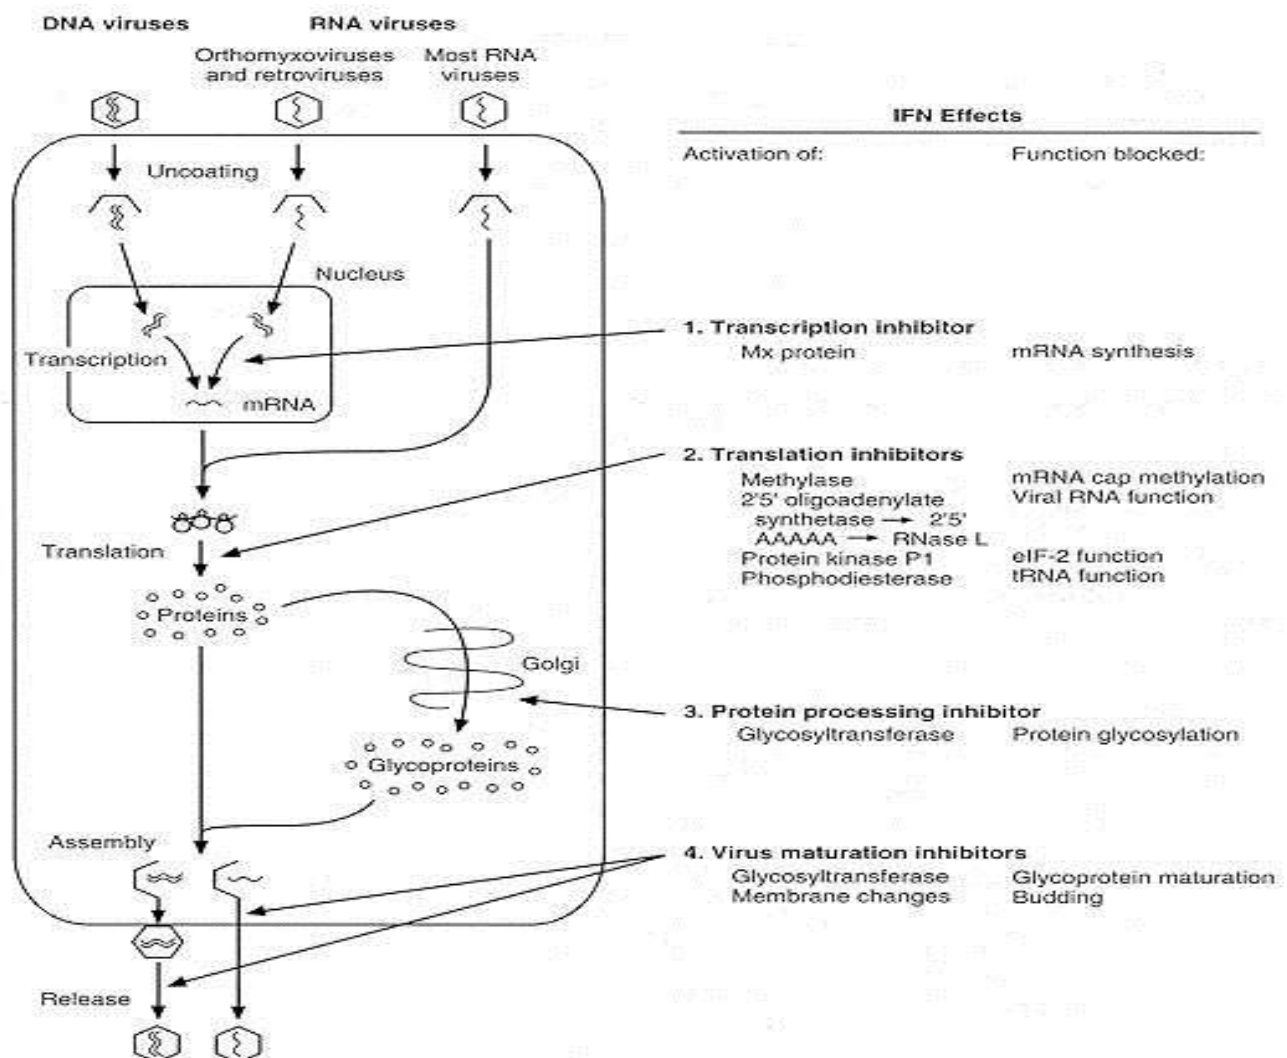 DNA viruses
RNA viruses
Orthomyxoviruses
and retroviruses
Most RNA
viruses
Uncoating
Nucleus
Transcription
mRNA
Translation
Proteins
Golgi
Glycoproteins
Assembly
Release
IFN Effects
Activation of: Function blocked:
1. Transcription inhibitor
Mx protein mRNA synthesis
2. Translation inhibitors
Methylase mRNA cap methylation
2'5' oligoadenylate Viral RNA function
synthetase → 2'5'
AAAAA → RNase L
Protein kinase P1 eIF-2 function
Phosphodiesterase tRNA function
3. Protein processing inhibitor
Glycosyltransferase Protein glycosylation
4. Virus maturation inhibitors
Glycosyltransferase Glycoprotein maturation
Membrane changes Budding